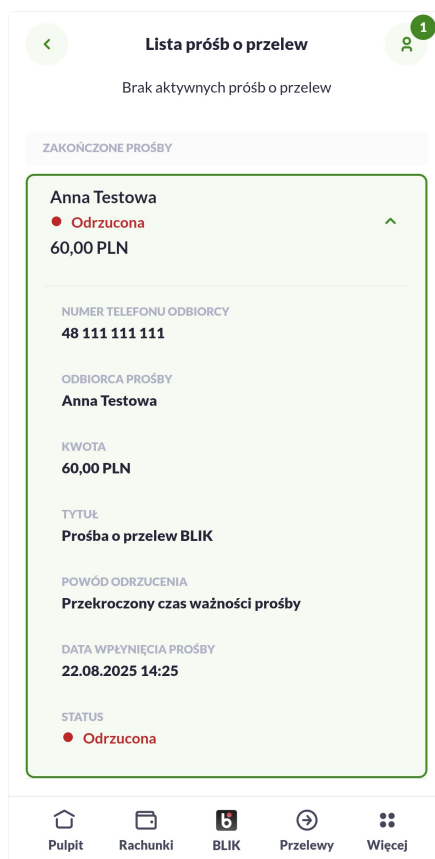 1
Lista próśb o przelew
Brak aktywnych próśb o przelew
ZAKOŃCZONE PROŚBY
Anna Testowa
Odrzucona
60,00 PLN
NUMER TELEFONU ODBIORCY
48 111 111 111
ODBIORCA PROŚBY
Anna Testowa
KWOTA
60,00 PLN
TYTUŁ
Prośba o przelew BLIK
POWÓD ODRZUCENIA
Przekroczony czas ważności prośby
DATA WPŁYNIĘCIA PROŚBY
22.08.2025 14:25
STATUS
Odrzucona
Pulpit Rachunki BLIK Przelewy Więcej